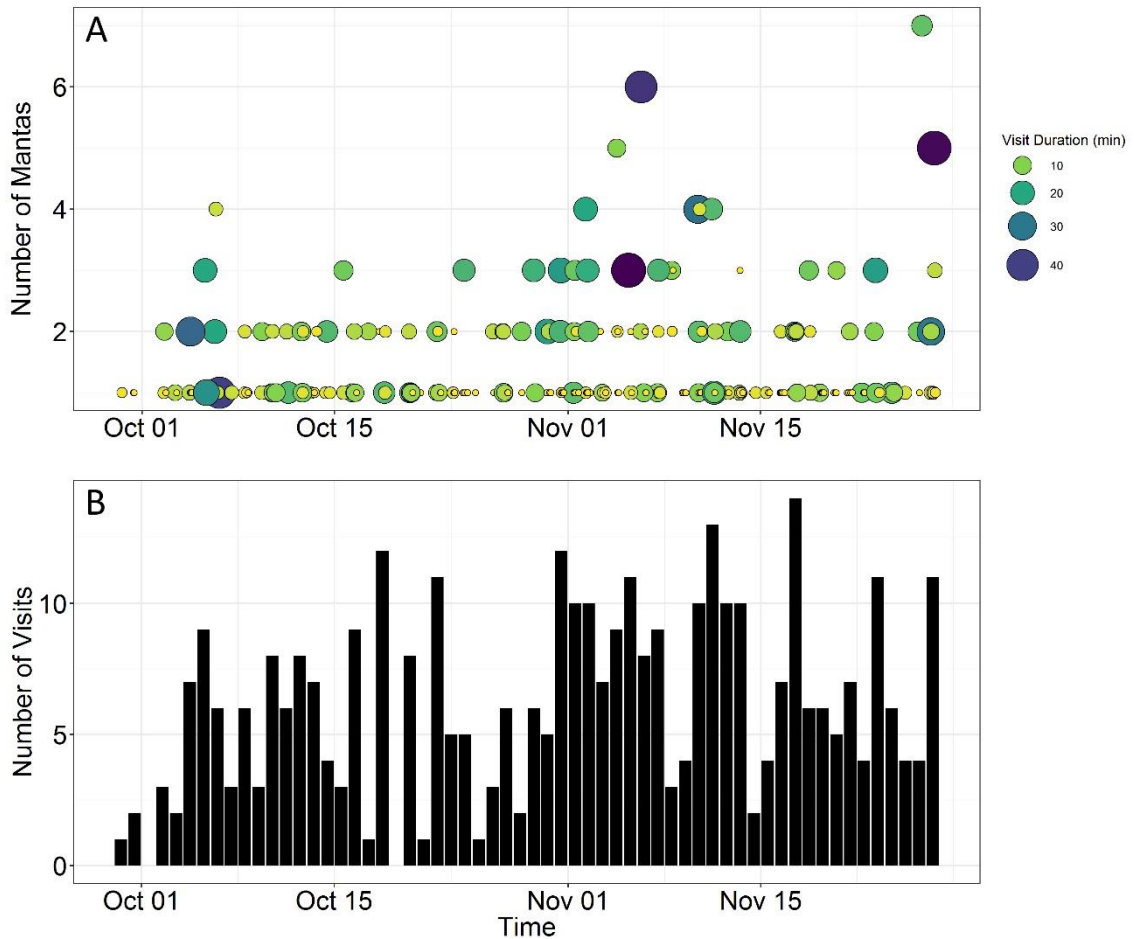 A
Number of Mantas
6
4
2
Oct 01 Oct 15 Nov 01 Nov 15
Visit Duration (min)
10
20
30
40
B
Number of Visits
10
5
0
Oct 01 Oct 15 Nov 01 Nov 15
Time